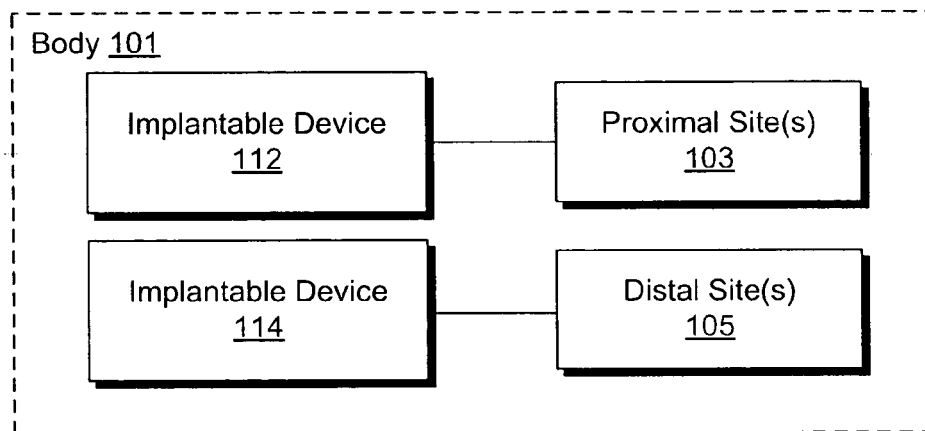 Body 101
Implantable Device
112
Proximal Site(s)
103
Implantable Device
114
Distal Site(s)
105